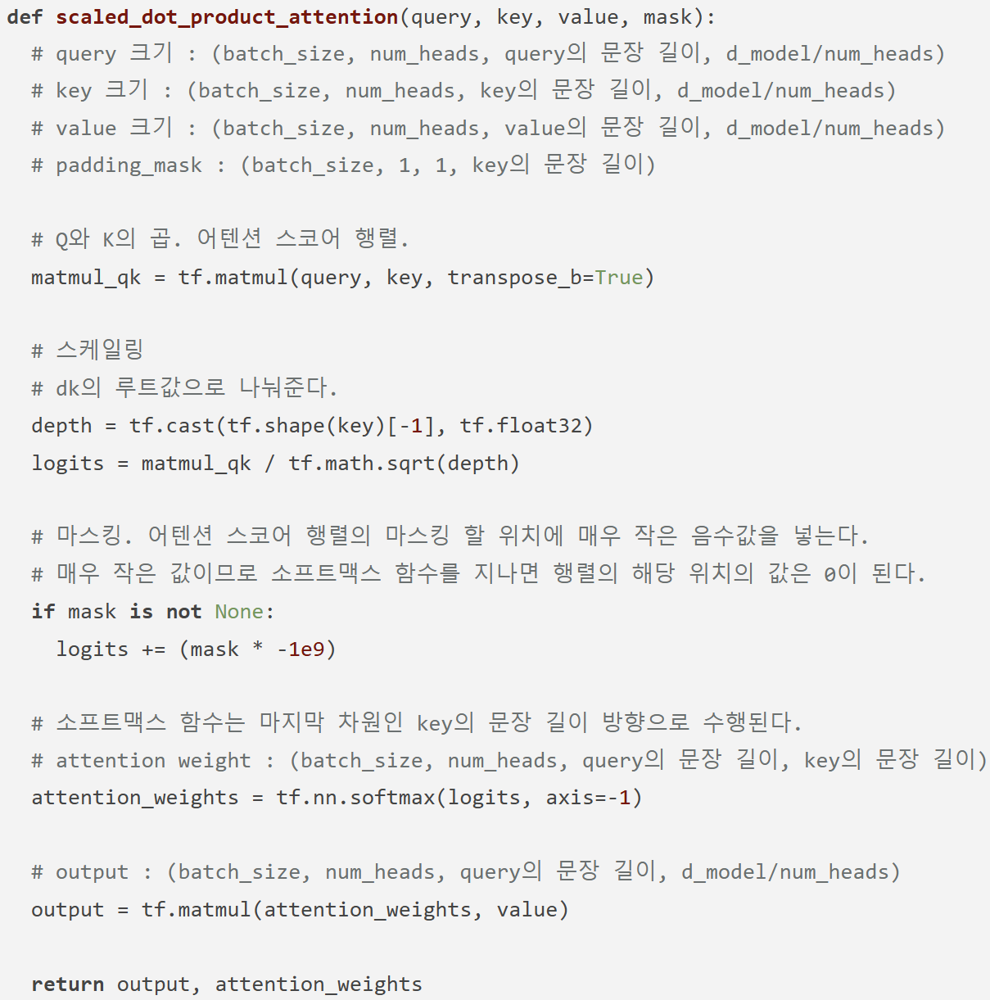 def scaled_dot_product_attention(query, key, value, mask):
  # query 크기 : (batch_size, num_heads, query의 문장 길이, d_model/num_heads)
  # key 크기 : (batch_size, num_heads, key의 문장 길이, d_model/num_heads)
  # value 크기 : (batch_size, num_heads, value의 문장 길이, d_model/num_heads)
  # padding_mask : (batch_size, 1, 1, key의 문장 길이)

  # Q와 K의 곱. 어텐션 스코어 행렬.
  matmul_qk = tf.matmul(query, key, transpose_b=True)

  # 스케일링
  # dk의 루트값으로 나눠준다.
  depth = tf.cast(tf.shape(key)[-1], tf.float32)
  logits = matmul_qk / tf.math.sqrt(depth)

  # 마스킹. 어텐션 스코어 행렬의 마스킹 할 위치에 매우 작은 음수값을 넣는다.
  # 매우 작은 값이므로 소프트맥스 함수를 지나면 행렬의 해당 위치의 값은 0이 된다.
  if mask is not None:
    logits += (mask * -1e9)

  # 소프트맥스 함수는 마지막 차원인 key의 문장 길이 방향으로 수행된다.
  # attention weight : (batch_size, num_heads, query의 문장 길이, key의 문장 길이)
  attention_weights = tf.nn.softmax(logits, axis=-1)

  # output : (batch_size, num_heads, query의 문장 길이, d_model/num_heads)
  output = tf.matmul(attention_weights, value)

  return output, attention_weights